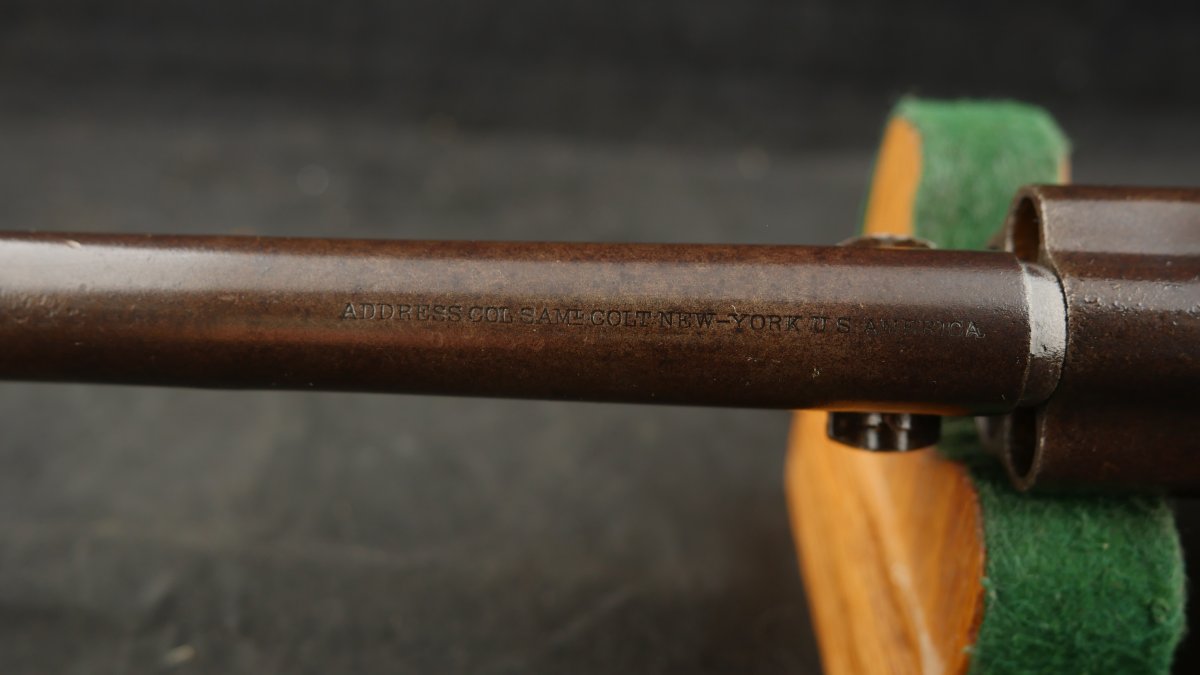 ADDRESS COL SAMᴸ COLT NEW-YORK U.S. AMERICA.